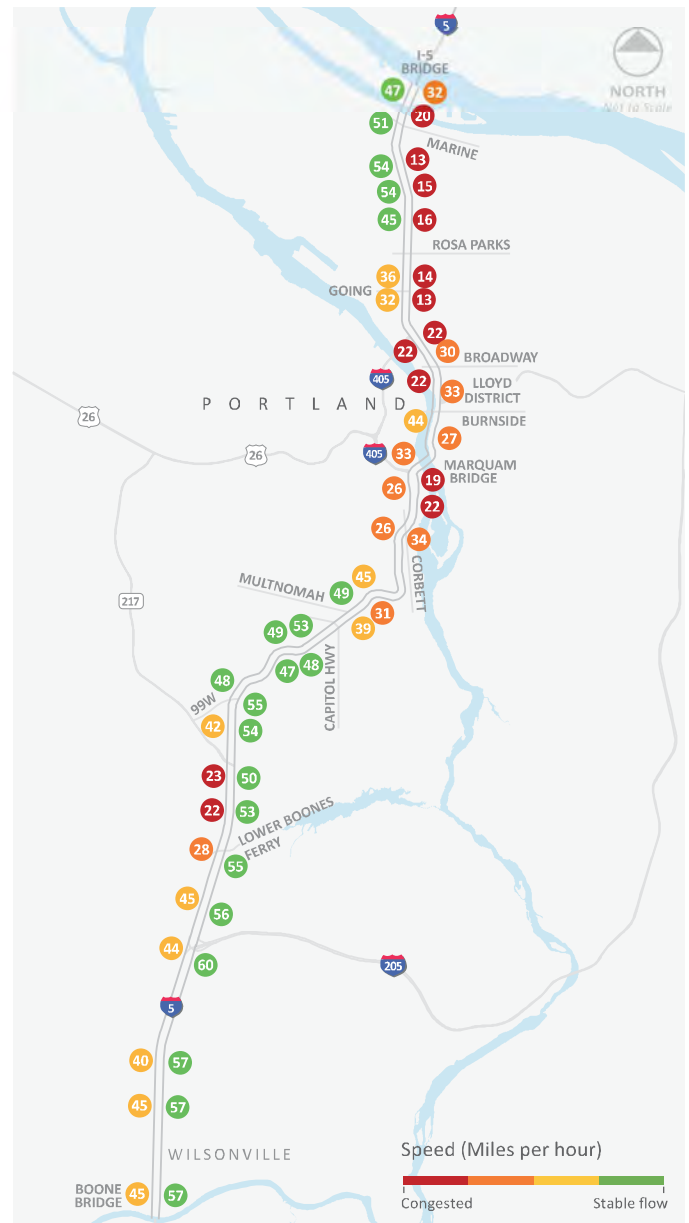 5
I-5
BRIDGE
NORTH
Not to Scale
47
32
20
51
MARINE
13
54
15
54
45
16
ROSA PARKS
36
14
GOING
32
13
22
22
30
BROADWAY
405
22
LLOYD
DISTRICT
33
PORTLAND
26
44
BURNSIDE
27
26
405
33
MARQUAM
BRIDGE
19
26
22
26
34
CORBETT
45
MULTNOMAH
49
217
31
53
49
39
48
47
CAPITOL HWY
48
99W
55
42
54
23
50
22
53
LOWER BOONES
FERRY
28
55
45
56
44
60
205
5
40
57
45
57
WILSONVILLE
Speed (Miles per hour)
Congested
Stable flow
BOONE
BRIDGE
45
57